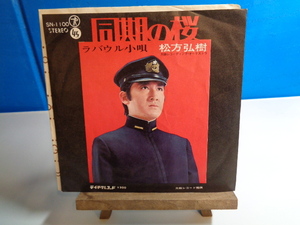 SN-1100
STEREO
45
同期の桜
ラバウル小唄
松方弘樹